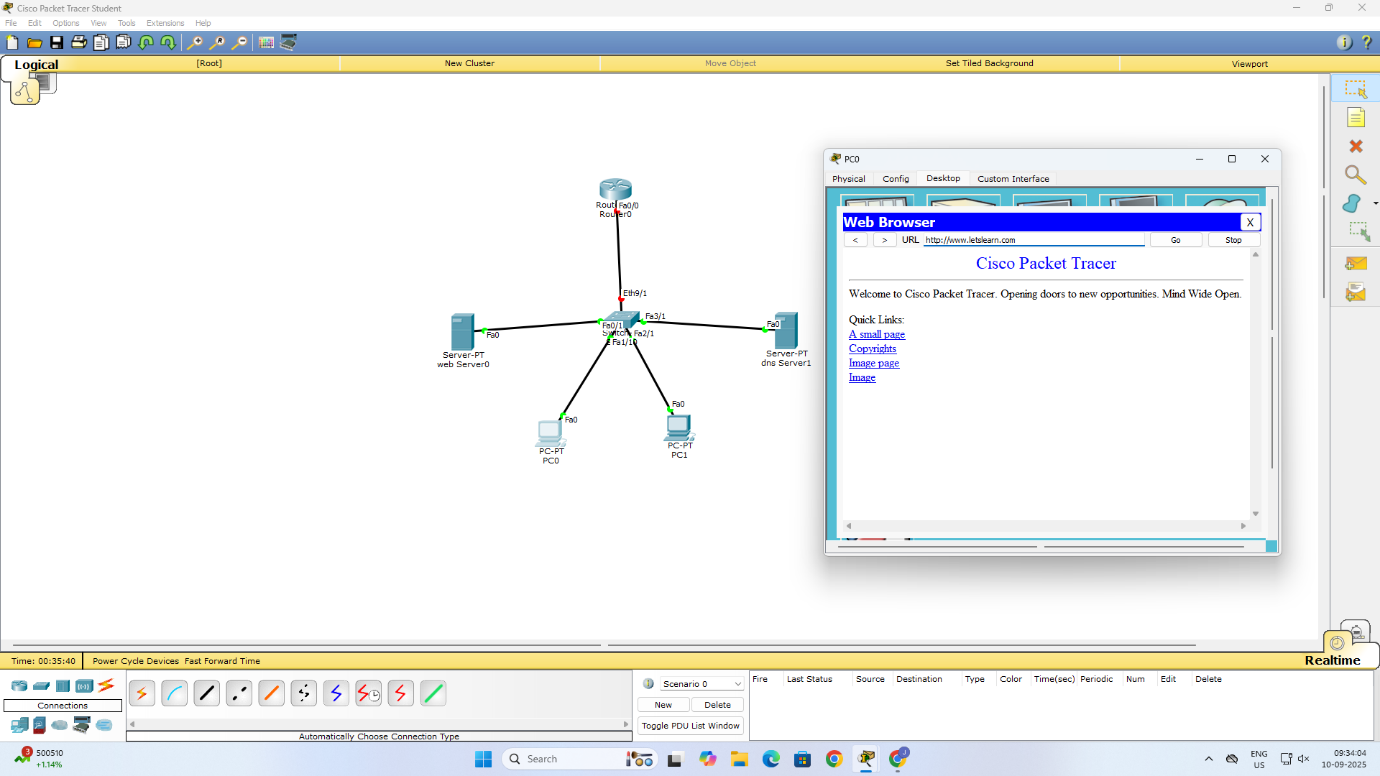 Cisco Packet Tracer Student
File Edit Options View Tools Extensions Help
Logical [Root] New Cluster Move Object Set Tiled Background Viewport
Fa0/0
Router0
Eth9/1
Fa0/1
Fa3/1
Fa2/1
Fa1/1
Fa0
Server-PT
web Server0
Fa0
Server-PT
dns Server1
Fa0
PC-PT
PC0
Fa0
PC-PT
PC1
PC0
Physical Config Desktop Custom Interface
Web Browser X
< > URL http://www.letslearn.com Go Stop
Cisco Packet Tracer
Welcome to Cisco Packet Tracer. Opening doors to new opportunities. Mind Wide Open.
Quick Links:
A small page
Copyrights
Image page
Image
Time: 00:35:40 Power Cycle Devices Fast Forward Time Realtime
Connections
Automatically Choose Connection Type
Scenario 0
New Delete
Toggle PDU List Window
Fire Last Status Source Destination Type Color Time(sec) Periodic Num Edit Delete
3
500510
+1.14%
Search
ENG
US
09:34:04
10-09-2025